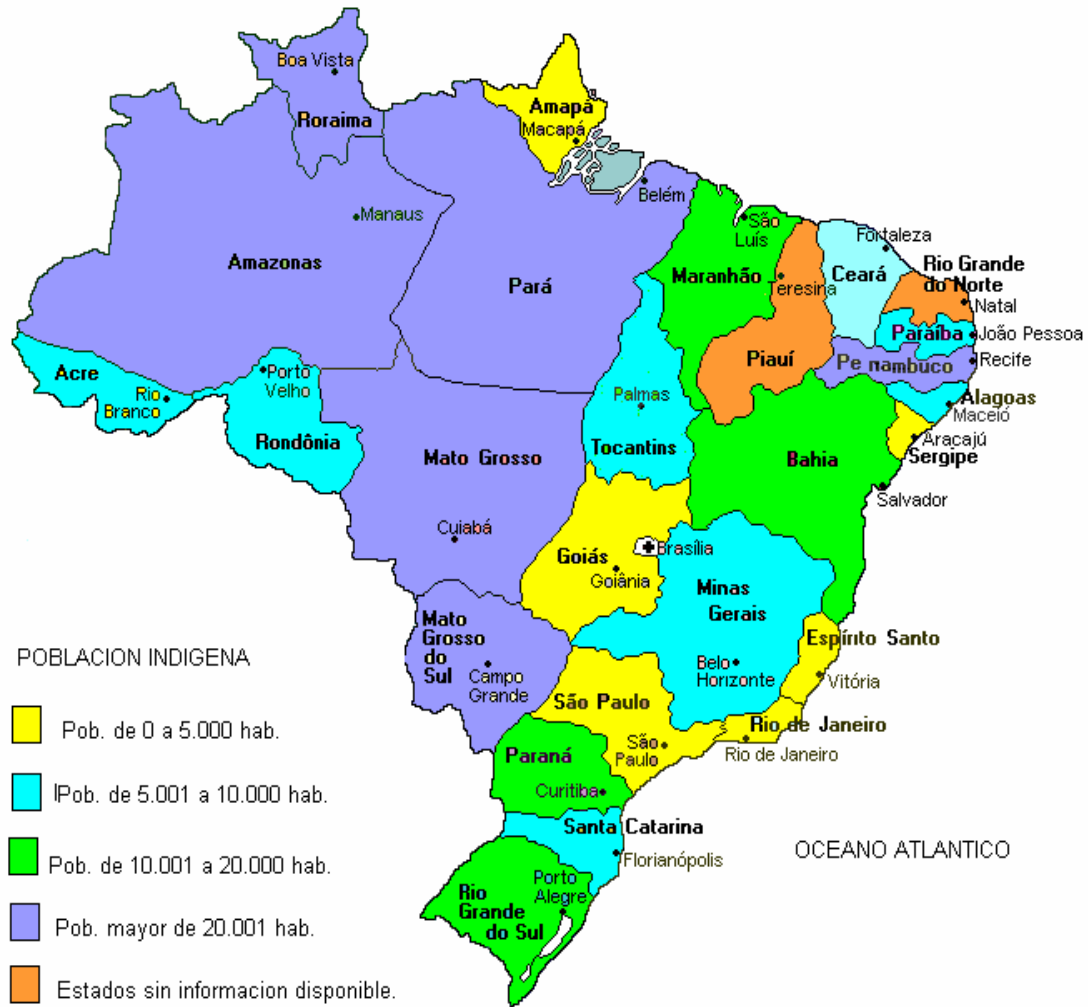 Boa Vista
Roraima
Amapá
Macapá
Belém
Manaus
Amazonas
Pará
São
Luís
Maranhão
Teresina
Fortaleza
Ceará
Rio Grande
do Norte
Natal
Paraíba
João Pessoa
Piauí
Pe nambuco
Recife
Acre
Rio
Branco
Porto
Velho
Rondônia
Palmas
Tocantins
Alagoas
Maceió
Aracajú
Sergipe
Mato Grosso
Bahia
Salvador
Cuiabá
Goiás
Brasília
Goiânia
Minas
Gerais
Mato
Grosso
do
Sul
Campo
Grande
Espírito Santo
Belo
Horizonte
Vitória
São Paulo
São
Paulo
Rio de Janeiro
Rio de Janeiro
Paraná
Curitiba
Santa Catarina
Florianópolis
Porto
Alegre
Rio
Grande
do Sul
OCEANO ATLANTICO
POBLACION INDIGENA
Pob. de 0 a 5.000 hab.
lPob. de 5.001 a 10.000 hab.
Pob. de 10.001 a 20.000 hab.
Pob. mayor de 20.001 hab.
Estados sin informacion disponible.